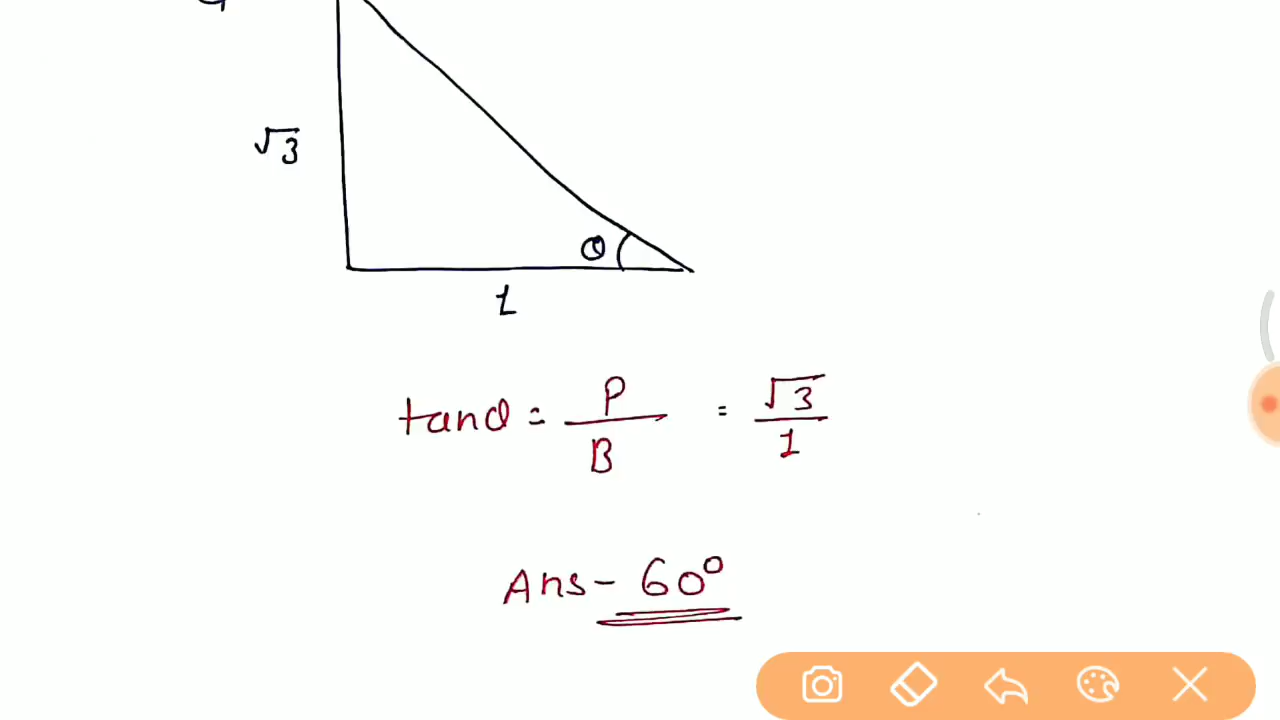 √3
θ
1
tanθ = P/B = √3/1
Ans - 60°